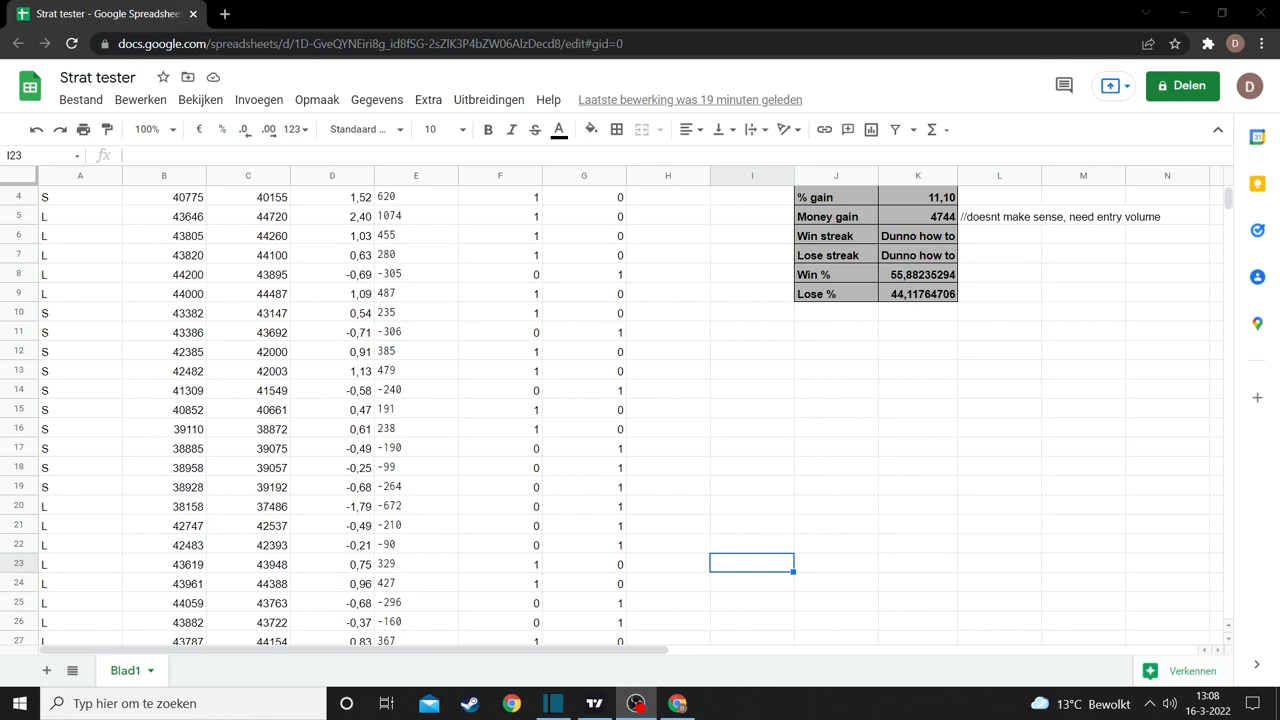 Strat tester - Google Spreadshee
docs.google.com/spreadsheets/d/1D-GveQYNEiri8g_id8fSG-2sZlK3P4bZW06AlzDecd8/edit#gid=0
D
Strat tester
Delen
D
Bestand Bewerken Bekijken Invoegen Opmaak Gegevens Extra Uitbreidingen Help Laatste bewerking was 19 minuten geleden
100% € % .0 .00 123 Standaard ... 10 B I S A Σ
I23 fx
A B C D E F G H I J K L M N
4 S 40775 40155 1,52 620 1 0 % gain 11,10
5 L 43646 44720 2,40 1074 1 0 Money gain 4744 //doesnt make sense, need entry volume
6 L 43805 44260 1,03 455 1 0 Win streak Dunno how to
7 L 43820 44100 0,63 280 1 0 Lose streak Dunno how to
8 L 44200 43895 -0,69 -305 0 1 Win % 55,88235294
9 L 44000 44487 1,09 487 1 0 Lose % 44,11764706
10 S 43382 43147 0,54 235 1 0
11 S 43386 43692 -0,71 -306 0 1
12 S 42385 42000 0,91 385 1 0
13 S 42482 42003 1,13 479 1 0
14 S 41309 41549 -0,58 -240 0 1
15 S 40852 40661 0,47 191 1 0
16 S 39110 38872 0,61 238 1 0
17 S 38885 39075 -0,49 -190 0 1
18 S 38958 39057 -0,25 -99 0 1
19 S 38928 39192 -0,68 -264 0 1
20 L 38158 37486 -1,79 -672 0 1
21 L 42747 42537 -0,49 -210 0 1
22 L 42483 42393 -0,21 -90 0 1
23 L 43619 43948 0,75 329 1 0
24 L 43961 44388 0,96 427 1 0
25 L 44059 43763 -0,68 -296 0 1
26 L 43882 43722 -0,37 -160 0 1
27 L 43787 44154 0,83 367 1 0
Blad1
Verkennen
Typ hier om te zoeken
13°C Bewolkt
13:08
16-3-2022